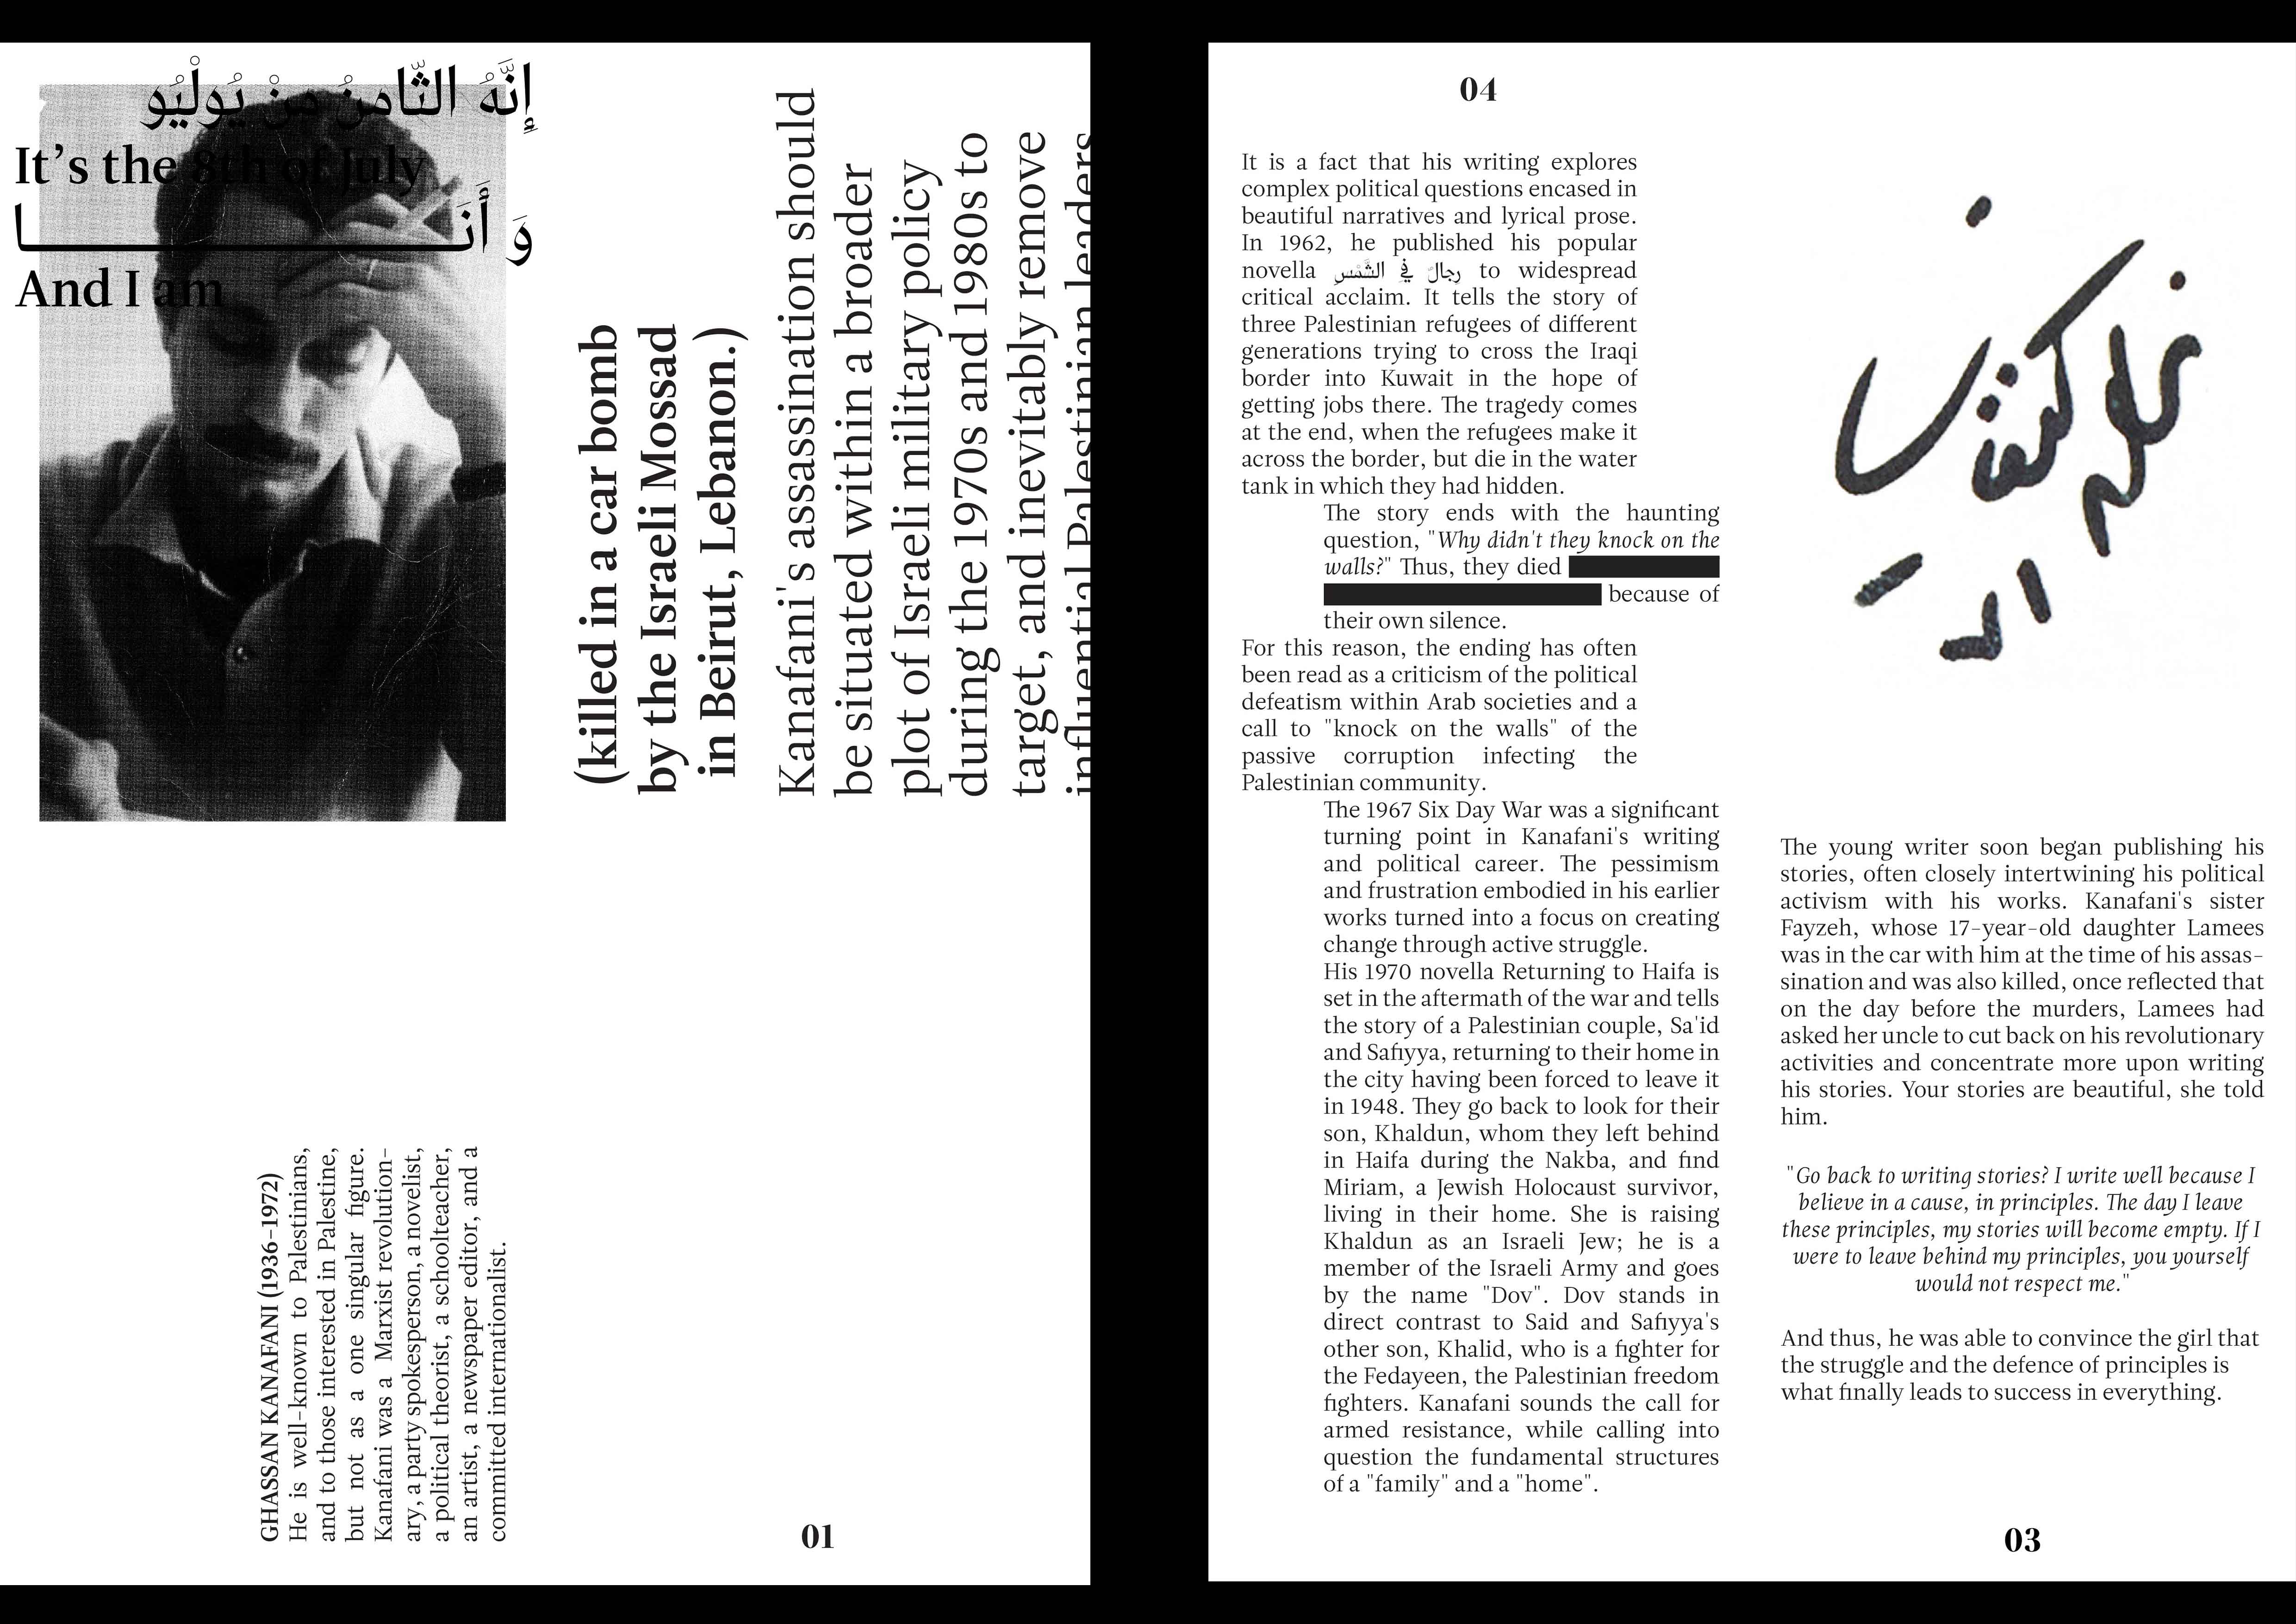 إِنَّهُ الثَّامنُ منْ يُولْيُو
It’s the 8th of July
وَ أَنَـــــــــــــا
And I am
(killed in a car bomb
by the Israeli Mossad
in Beirut, Lebanon.)
Kanafani's assassination should
be situated within a broader
plot of Israeli military policy
during the 1970s and 1980s to
target, and inevitably remove
influential Palestinian leaders
GHASSAN KANAFANI (1936-1972)
He is well-known to Palestinians,
and to those interested in Palestine,
but not as a one singular figure.
Kanafani was a Marxist revolution-
ary, a party spokesperson, a novelist,
a political theorist, a schoolteacher,
an artist, a newspaper editor, and a
committed internationalist.
01
04
It is a fact that his writing explores
complex political questions encased in
beautiful narratives and lyrical prose.
In 1962, he published his popular
novella رجالٌ في الشَّمْسِ to widespread
critical acclaim. It tells the story of
three Palestinian refugees of different
generations trying to cross the Iraqi
border into Kuwait in the hope of
getting jobs there. The tragedy comes
at the end, when the refugees make it
across the border, but die in the water
tank in which they had hidden.
The story ends with the haunting
question, "Why didn't they knock on the
walls?" Thus, they died
because of
their own silence.
For this reason, the ending has often
been read as a criticism of the political
defeatism within Arab societies and a
call to "knock on the walls" of the
passive corruption infecting the
Palestinian community.
The 1967 Six Day War was a significant
turning point in Kanafani's writing
and political career. The pessimism
and frustration embodied in his earlier
works turned into a focus on creating
change through active struggle.
His 1970 novella Returning to Haifa is
set in the aftermath of the war and tells
the story of a Palestinian couple, Sa'id
and Safiyya, returning to their home in
the city having been forced to leave it
in 1948. They go back to look for their
son, Khaldun, whom they left behind
in Haifa during the Nakba, and find
Miriam, a Jewish Holocaust survivor,
living in their home. She is raising
Khaldun as an Israeli Jew; he is a
member of the Israeli Army and goes
by the name "Dov". Dov stands in
direct contrast to Said and Safiyya's
other son, Khalid, who is a fighter for
the Fedayeen, the Palestinian freedom
fighters. Kanafani sounds the call for
armed resistance, while calling into
question the fundamental structures
of a "family" and a "home".
غسان كنفاني
The young writer soon began publishing his
stories, often closely intertwining his political
activism with his works. Kanafani's sister
Fayzeh, whose 17-year-old daughter Lamees
was in the car with him at the time of his assas-
sination and was also killed, once reflected that
on the day before the murders, Lamees had
asked her uncle to cut back on his revolutionary
activities and concentrate more upon writing
his stories. Your stories are beautiful, she told
him.
"Go back to writing stories? I write well because I
believe in a cause, in principles. The day I leave
these principles, my stories will become empty. If I
were to leave behind my principles, you yourself
would not respect me."
And thus, he was able to convince the girl that
the struggle and the defence of principles is
what finally leads to success in everything.
03